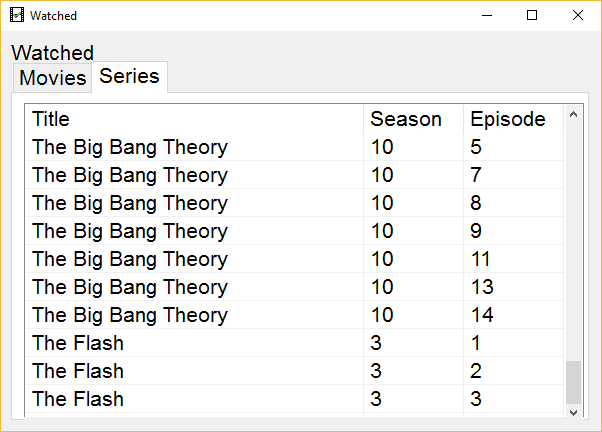 Watched
Watched
Movies Series
Title Season Episode
The Big Bang Theory 10 5
The Big Bang Theory 10 7
The Big Bang Theory 10 8
The Big Bang Theory 10 9
The Big Bang Theory 10 11
The Big Bang Theory 10 13
The Big Bang Theory 10 14
The Flash 3 1
The Flash 3 2
The Flash 3 3